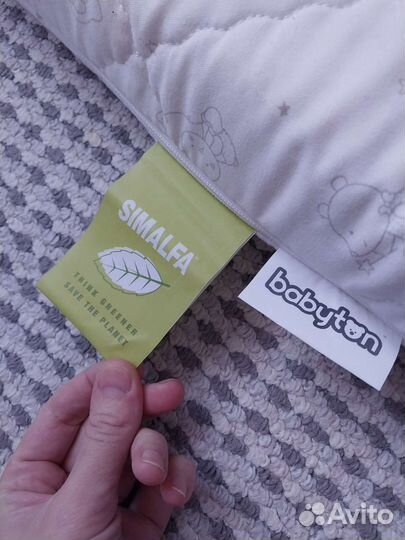 SIMALFA
THINK GREENER
SAVE THE PLANET
babyton
Avito